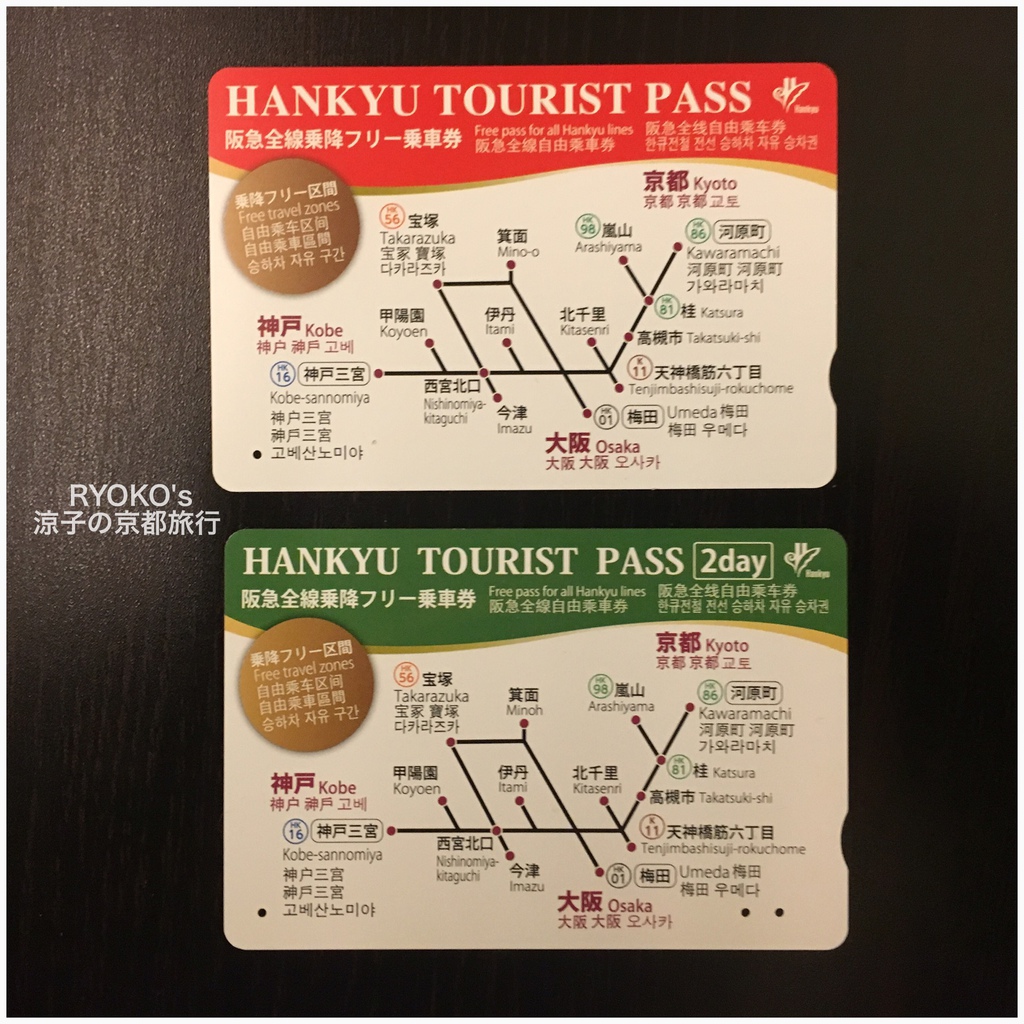 HANKYU TOURIST PASS
Hankyu
阪急全線乗降フリー乗車券
Free pass for all Hankyu lines
阪急全線自由乘車券
阪急全线自由乘车券
한큐전철 전선 승하차 자유 승차권
乗降フリー区間
Free travel zones
自由乘车区间
自由乘車區間
승하차 자유 구간
京都 Kyoto
京都 京都 교토
HK 56 宝塚
Takarazuka
宝冢 寶塚
다카라즈카
箕面
Mino-o
HK 98 嵐山
Arashiyama
HK 86 河原町
Kawaramachi
河原町 河原町
가와라마치
HK 81 桂 Katsura
神戸 Kobe
神户 神戶 고베
甲陽園
Koyoen
伊丹
Itami
北千里
Kitasenri
高槻市 Takatsuki-shi
HK 16 神戸三宮
Kobe-sannomiya
神户三宫
神戶三宮
고베산노미야
西宮北口
Nishinomiya-
kitaguchi
今津
Imazu
K 11 天神橋筋六丁目
Tenjimbashisuji-rokuchome
HK 01 梅田 Umeda 梅田
梅田 우메다
大阪 Osaka
大阪 大阪 오사카
RYOKO's
涼子の京都旅行
HANKYU TOURIST PASS 2day
Hankyu
阪急全線乗降フリー乗車券
Free pass for all Hankyu lines
阪急全線自由乘車券
阪急全线自由乘车券
한큐전철 전선 승하차 자유 승차권
乗降フリー区間
Free travel zones
自由乘车区间
自由乘車區間
승하차 자유 구간
京都 Kyoto
京都 京都 교토
HK 56 宝塚
Takarazuka
宝冢 寶塚
다카라즈카
箕面
Minoh
HK 98 嵐山
Arashiyama
HK 86 河原町
Kawaramachi
河原町 河原町
가와라마치
HK 81 桂 Katsura
神戸 Kobe
神户 神戶 고베
甲陽園
Koyoen
伊丹
Itami
北千里
Kitasenri
高槻市 Takatsuki-shi
HK 16 神戸三宮
Kobe-sannomiya
神户三宫
神戶三宮
고베산노미야
西宮北口
Nishinomiya-
kitaguchi
今津
Imazu
K 11 天神橋筋六丁目
Tenjimbashisuji-rokuchome
HK 01 梅田 Umeda 梅田
梅田 우메다
大阪 Osaka
大阪 大阪 오사카